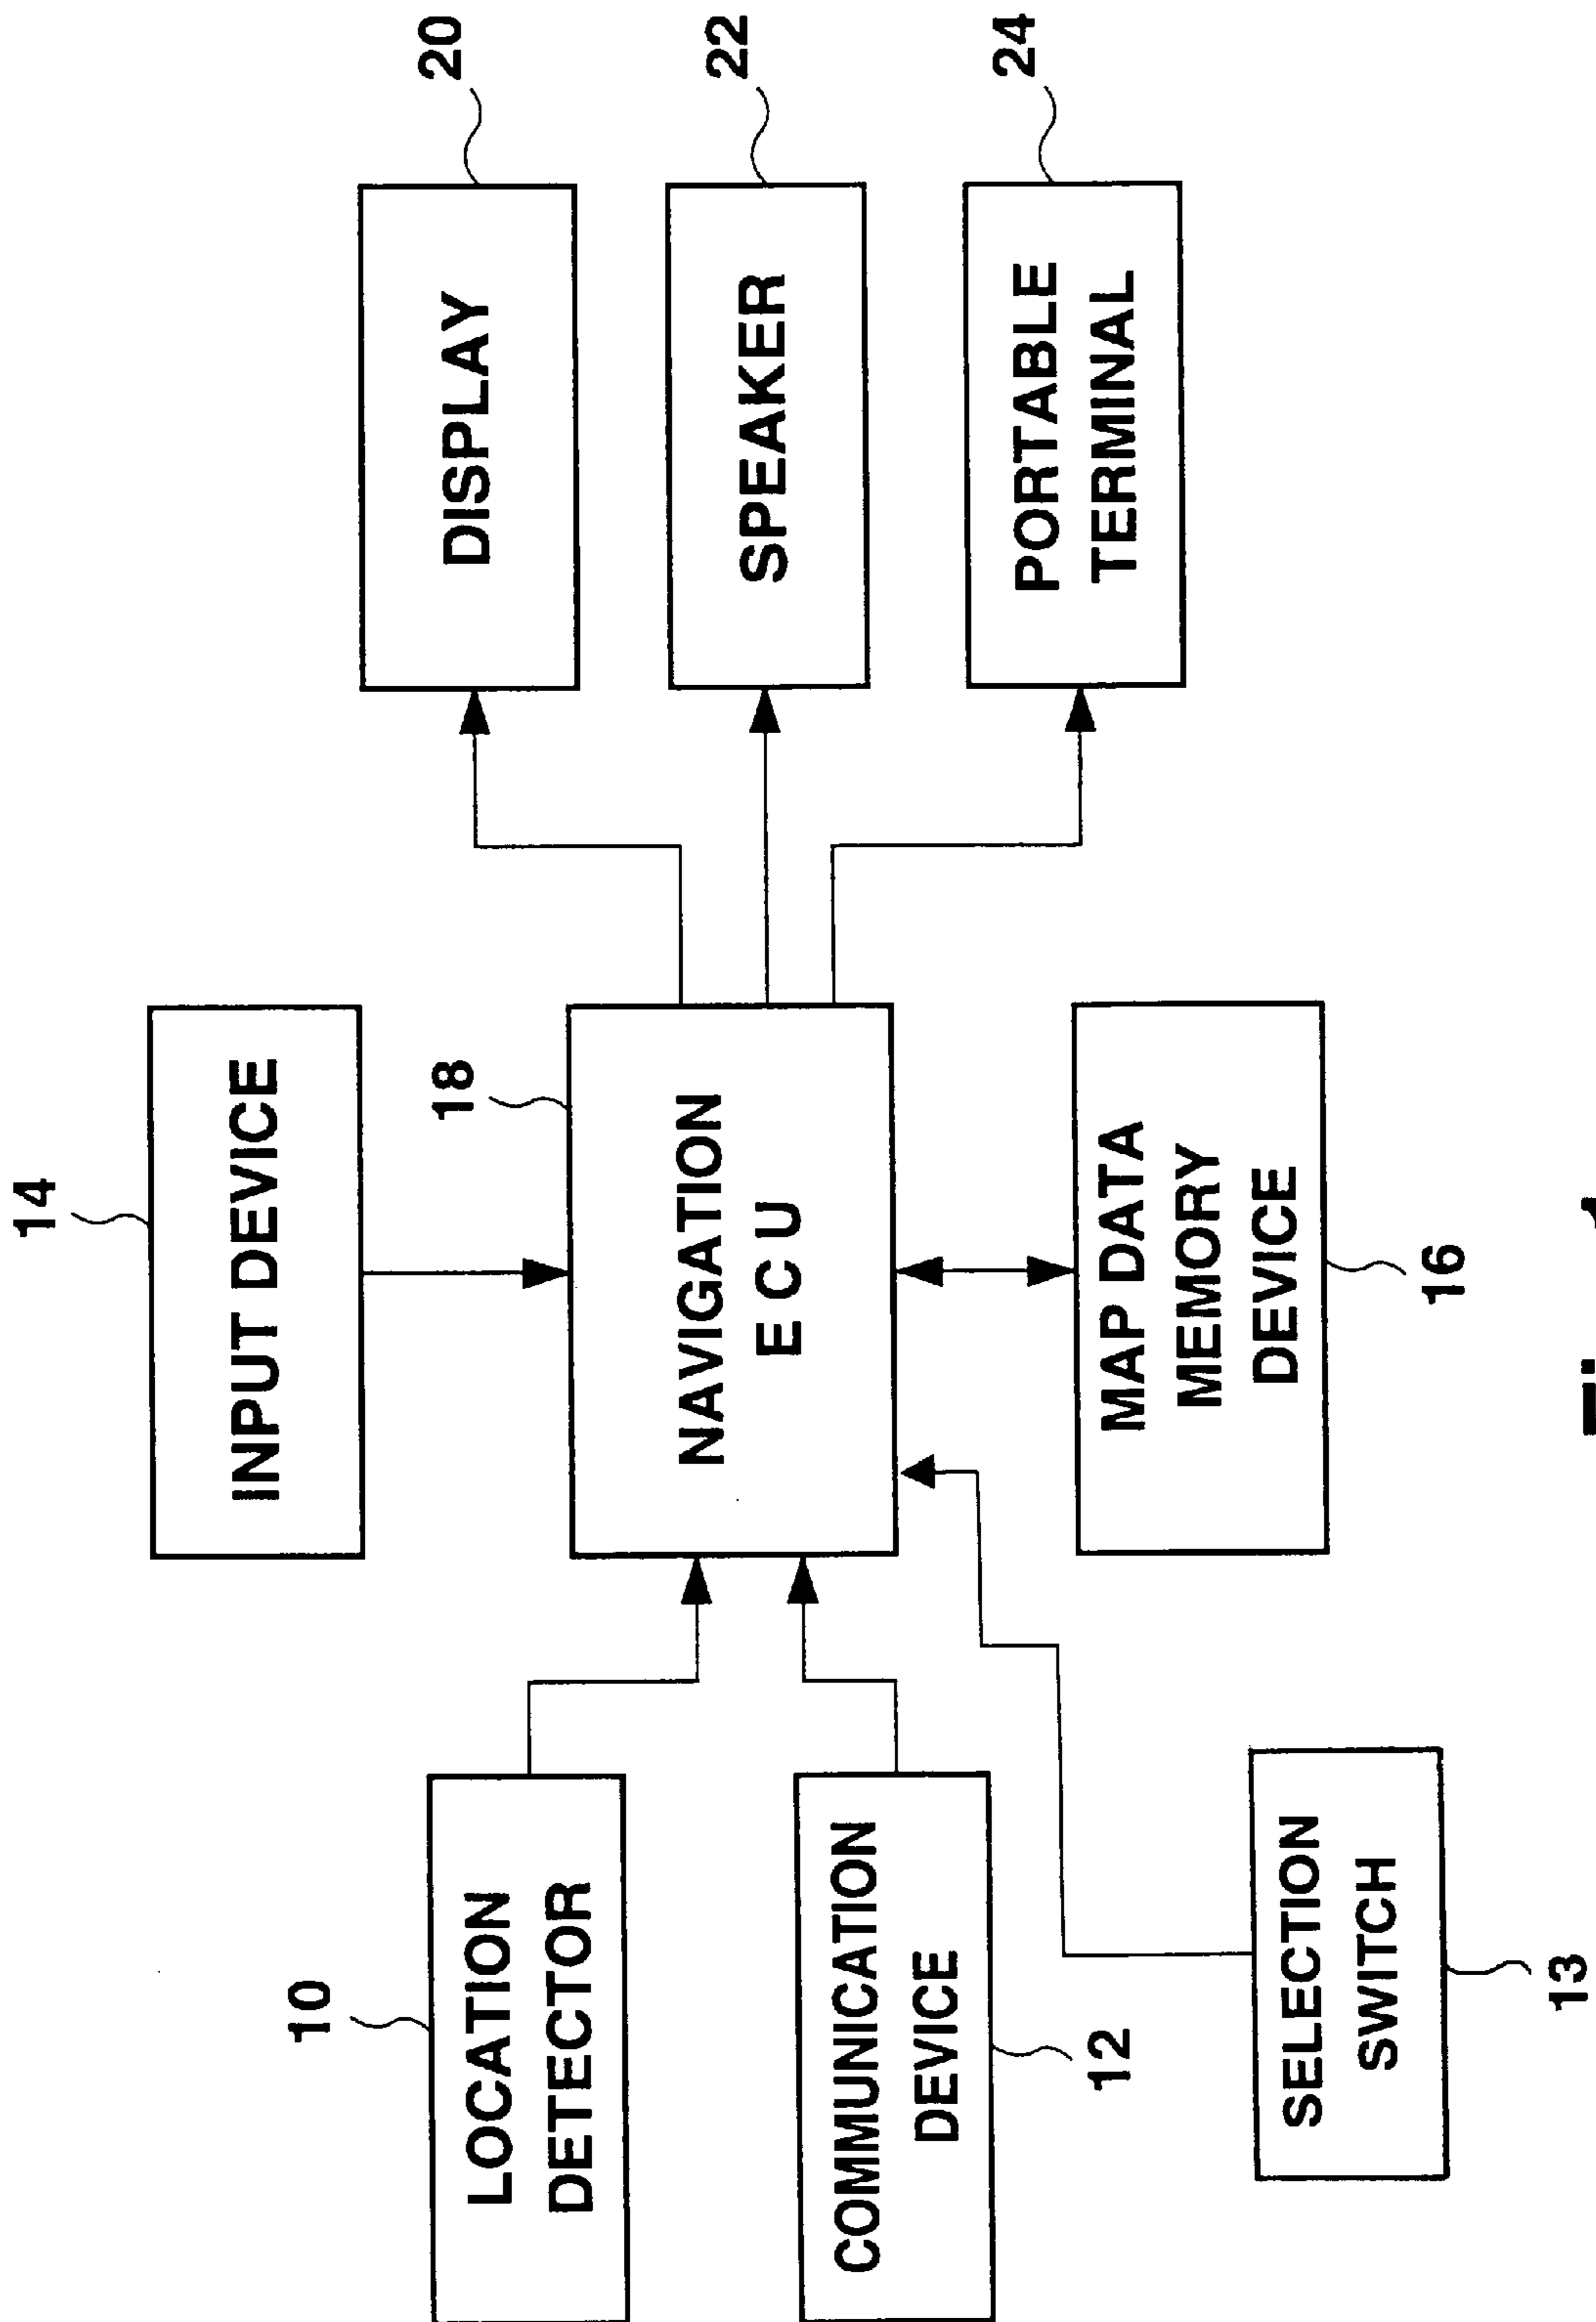 14
INPUT DEVICE
10
LOCATION
DETECTOR
18
NAVIGATION
E C U
20
DISPLAY
COMMUNICATION
DEVICE
12
22
SPEAKER
SELECTION
SWITCH
13
MAP DATA
MEMORY
DEVICE
16
24
PORTABLE
TERMINAL